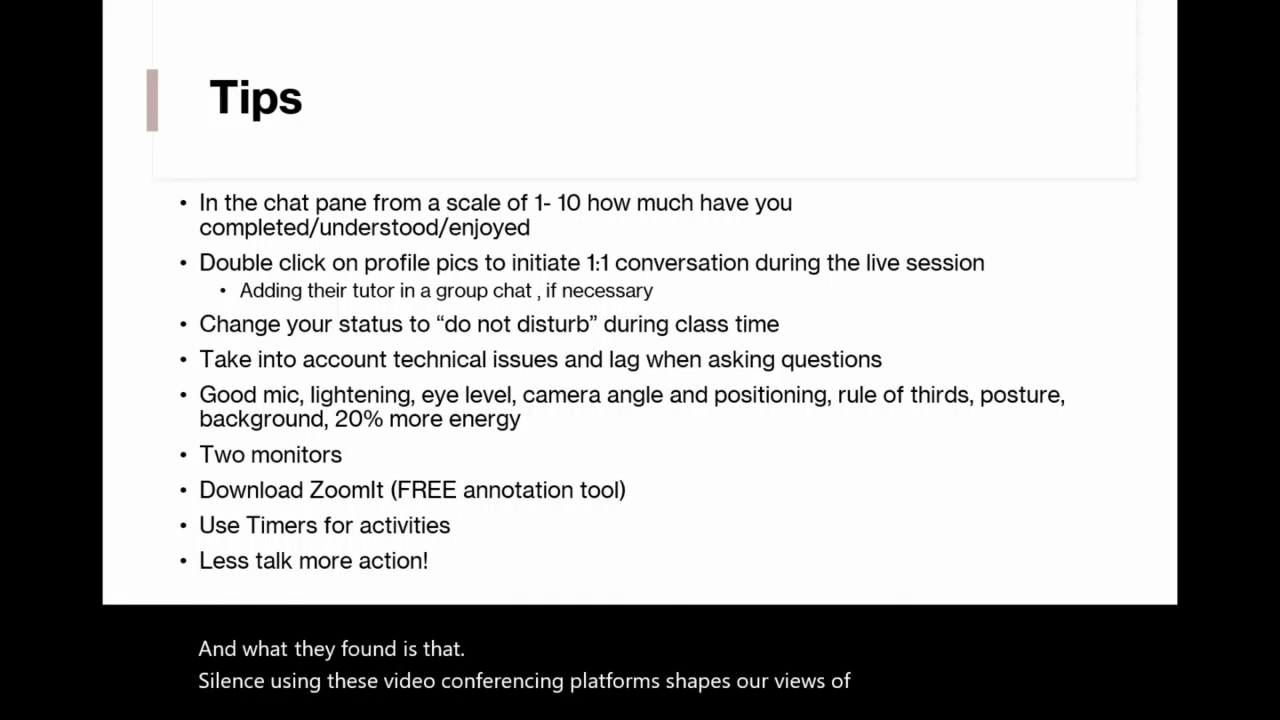 Tips
• In the chat pane from a scale of 1- 10 how much have you
completed/understood/enjoyed
• Double click on profile pics to initiate 1:1 conversation during the live session
• Adding their tutor in a group chat , if necessary
• Change your status to “do not disturb” during class time
• Take into account technical issues and lag when asking questions
• Good mic, lightening, eye level, camera angle and positioning, rule of thirds, posture,
background, 20% more energy
• Two monitors
• Download ZoomIt (FREE annotation tool)
• Use Timers for activities
• Less talk more action!
And what they found is that.
Silence using these video conferencing platforms shapes our views of